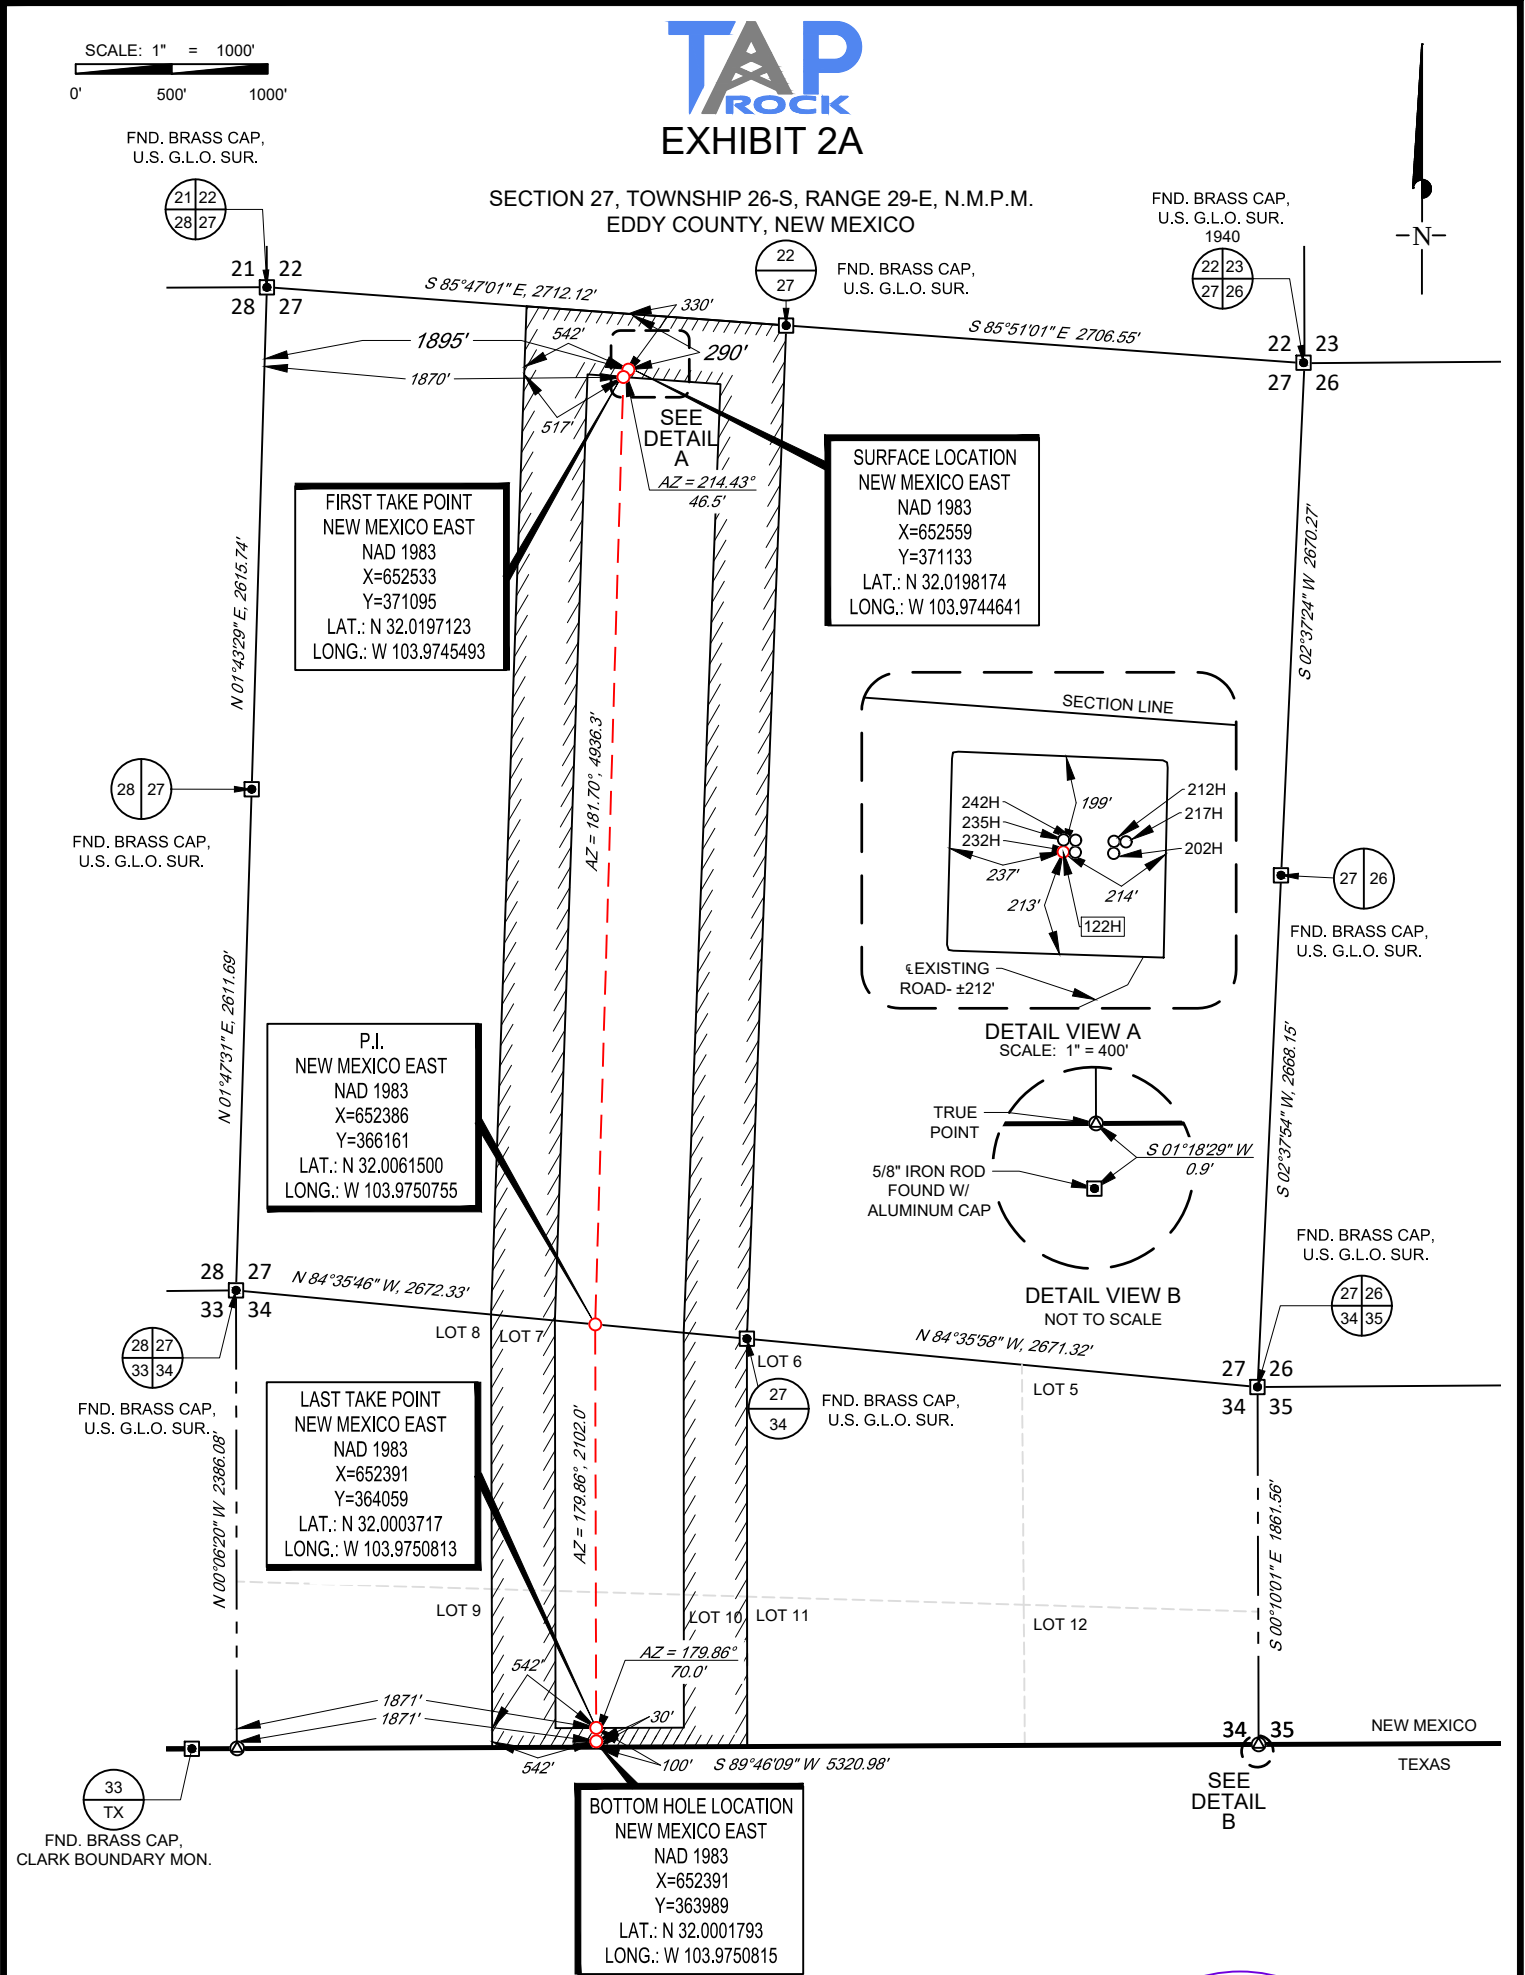 SCALE: 1" = 1000'
0' 500' 1000'
TAP
ROCK
EXHIBIT 2A
SECTION 27, TOWNSHIP 26-S, RANGE 29-E, N.M.P.M.
EDDY COUNTY, NEW MEXICO
FND. BRASS CAP,
U.S. G.L.O. SUR.
21 22
28 27
21 22
28 27
22
27
FND. BRASS CAP,
U.S. G.L.O. SUR.
FND. BRASS CAP,
U.S. G.L.O. SUR.
1940
22 23
27 26
22 23
27 26
N
S 85°47'01" E, 2712.12'
S 85°51'01" E 2706.55'
330'
542'
1895'
290'
1870'
517'
SEE
DETAIL
A
AZ = 214.43°
46.5'
FIRST TAKE POINT
NEW MEXICO EAST
NAD 1983
X=652533
Y=371095
LAT.: N 32.0197123
LONG.: W 103.9745493
SURFACE LOCATION
NEW MEXICO EAST
NAD 1983
X=652559
Y=371133
LAT.: N 32.0198174
LONG.: W 103.9744641
N 01°43'29" E, 2615.74'
S 02°37'24" W 2670.27'
AZ = 181.70°, 4936.3'
28 27
FND. BRASS CAP,
U.S. G.L.O. SUR.
27 26
FND. BRASS CAP,
U.S. G.L.O. SUR.
SECTION LINE
242H
235H
232H
199'
212H
217H
202H
237'
214'
213'
122H
℄EXISTING
ROAD- ±212'
DETAIL VIEW A
SCALE: 1" = 400'
N 01°47'31" E, 2611.69'
S 02°37'54" W, 2668.15'
P.I.
NEW MEXICO EAST
NAD 1983
X=652386
Y=366161
LAT.: N 32.0061500
LONG.: W 103.9750755
TRUE
POINT
S 01°18'29" W
0.9'
5/8" IRON ROD
FOUND W/
ALUMINUM CAP
DETAIL VIEW B
NOT TO SCALE
28 27
33 34
N 84°35'46" W, 2672.33'
28 27
33 34
FND. BRASS CAP,
U.S. G.L.O. SUR.
LOT 8
LOT 7
LOT 6
LOT 5
N 84°35'58" W, 2671.32'
27
34
FND. BRASS CAP,
U.S. G.L.O. SUR.
FND. BRASS CAP,
U.S. G.L.O. SUR.
27 26
34 35
27 26
34 35
LAST TAKE POINT
NEW MEXICO EAST
NAD 1983
X=652391
Y=364059
LAT.: N 32.0003717
LONG.: W 103.9750813
N 00°06'20" W 2386.08'
AZ = 179.86°, 2102.0'
S 00°10'01" E 1861.56'
LOT 9
LOT 10
LOT 11
LOT 12
AZ = 179.86°
70.0'
542'
1871'
1871'
30'
542'
100'
S 89°46'09" W 5320.98'
34 35
NEW MEXICO
TEXAS
SEE
DETAIL
B
33
TX
FND. BRASS CAP,
CLARK BOUNDARY MON.
BOTTOM HOLE LOCATION
NEW MEXICO EAST
NAD 1983
X=652391
Y=363989
LAT.: N 32.0001793
LONG.: W 103.9750815